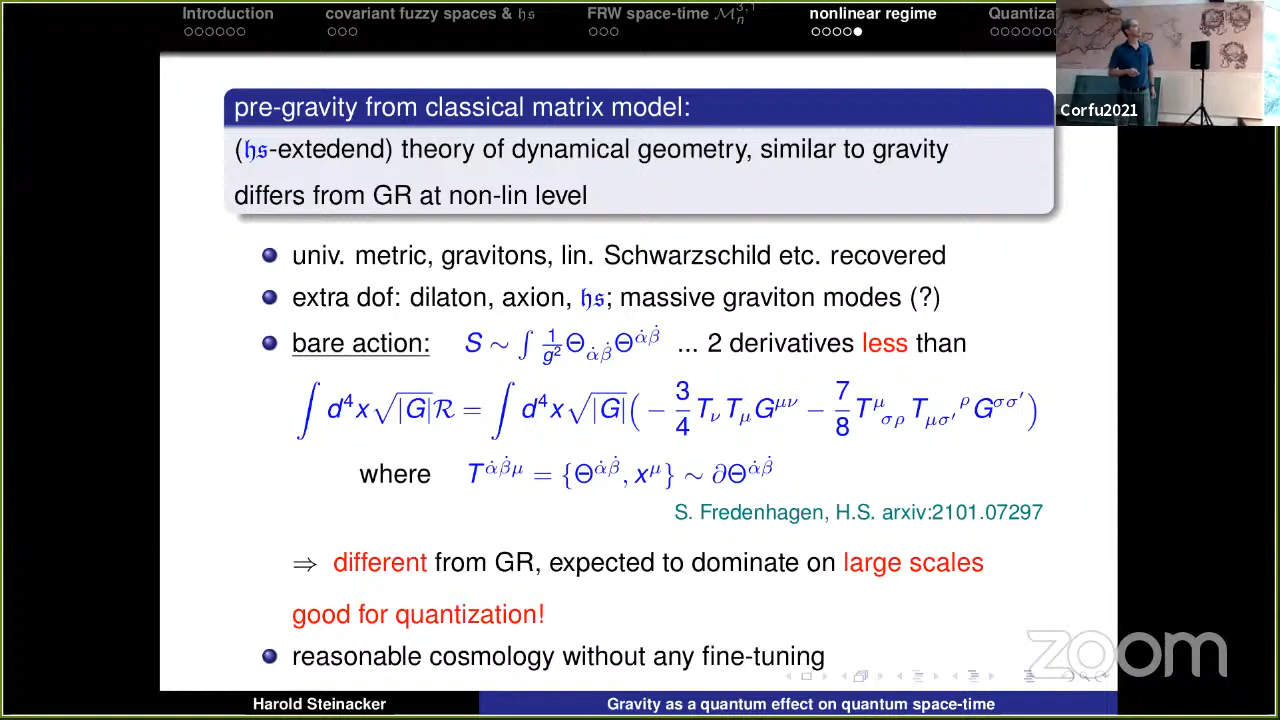 Introduction covariant fuzzy spaces & 𝔥𝔰 FRW space-time 𝓜ₙ³,¹ nonlinear regime Quantiza
Corfu2021
pre-gravity from classical matrix model:
(𝔥𝔰-extedend) theory of dynamical geometry, similar to gravity
differs from GR at non-lin level
univ. metric, gravitons, lin. Schwarzschild etc. recovered
extra dof: dilaton, axion, 𝔥𝔰; massive graviton modes (?)
bare action: S ∼ ∫ 1/g² Θ_{α̇β̇} Θ^{α̇β̇} ... 2 derivatives less than
∫ d⁴x √|G| 𝓡 = ∫ d⁴x √|G| ( − 3/4 T_ν T_μ G^{μν} − 7/8 T^μ_{σρ} T_{μσ′}^ρ G^{σσ′} )
where T^{α̇β̇μ} = {Θ^{α̇β̇}, x^μ} ∼ ∂Θ^{α̇β̇}
S. Fredenhagen, H.S. arxiv:2101.07297
⇒ different from GR, expected to dominate on large scales
good for quantization!
reasonable cosmology without any fine-tuning
zoom
Harold Steinacker Gravity as a quantum effect on quantum space-time